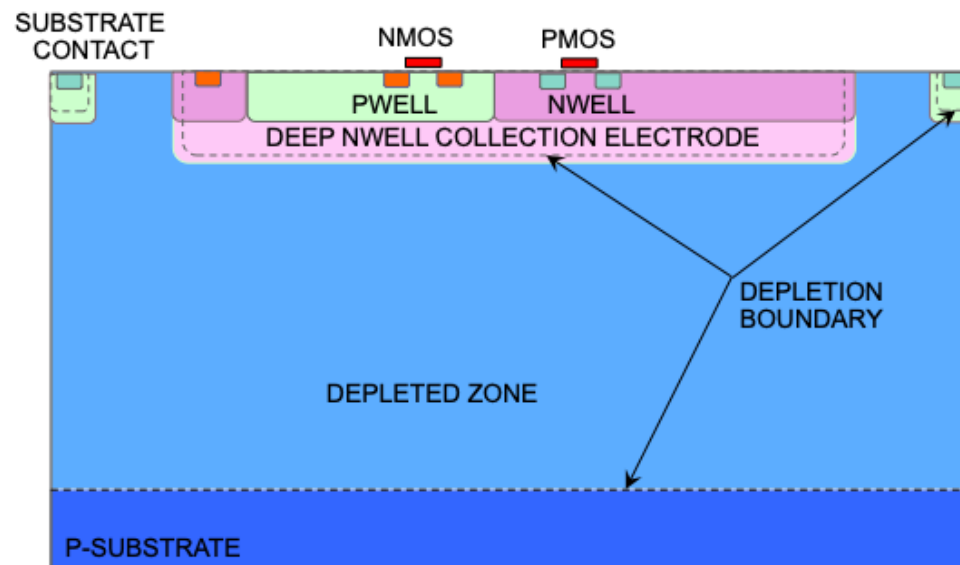 SUBSTRATE
CONTACT
NMOS
PMOS
PWELL
NWELL
DEEP NWELL COLLECTION ELECTRODE
DEPLETION
BOUNDARY
DEPLETED ZONE
P-SUBSTRATE